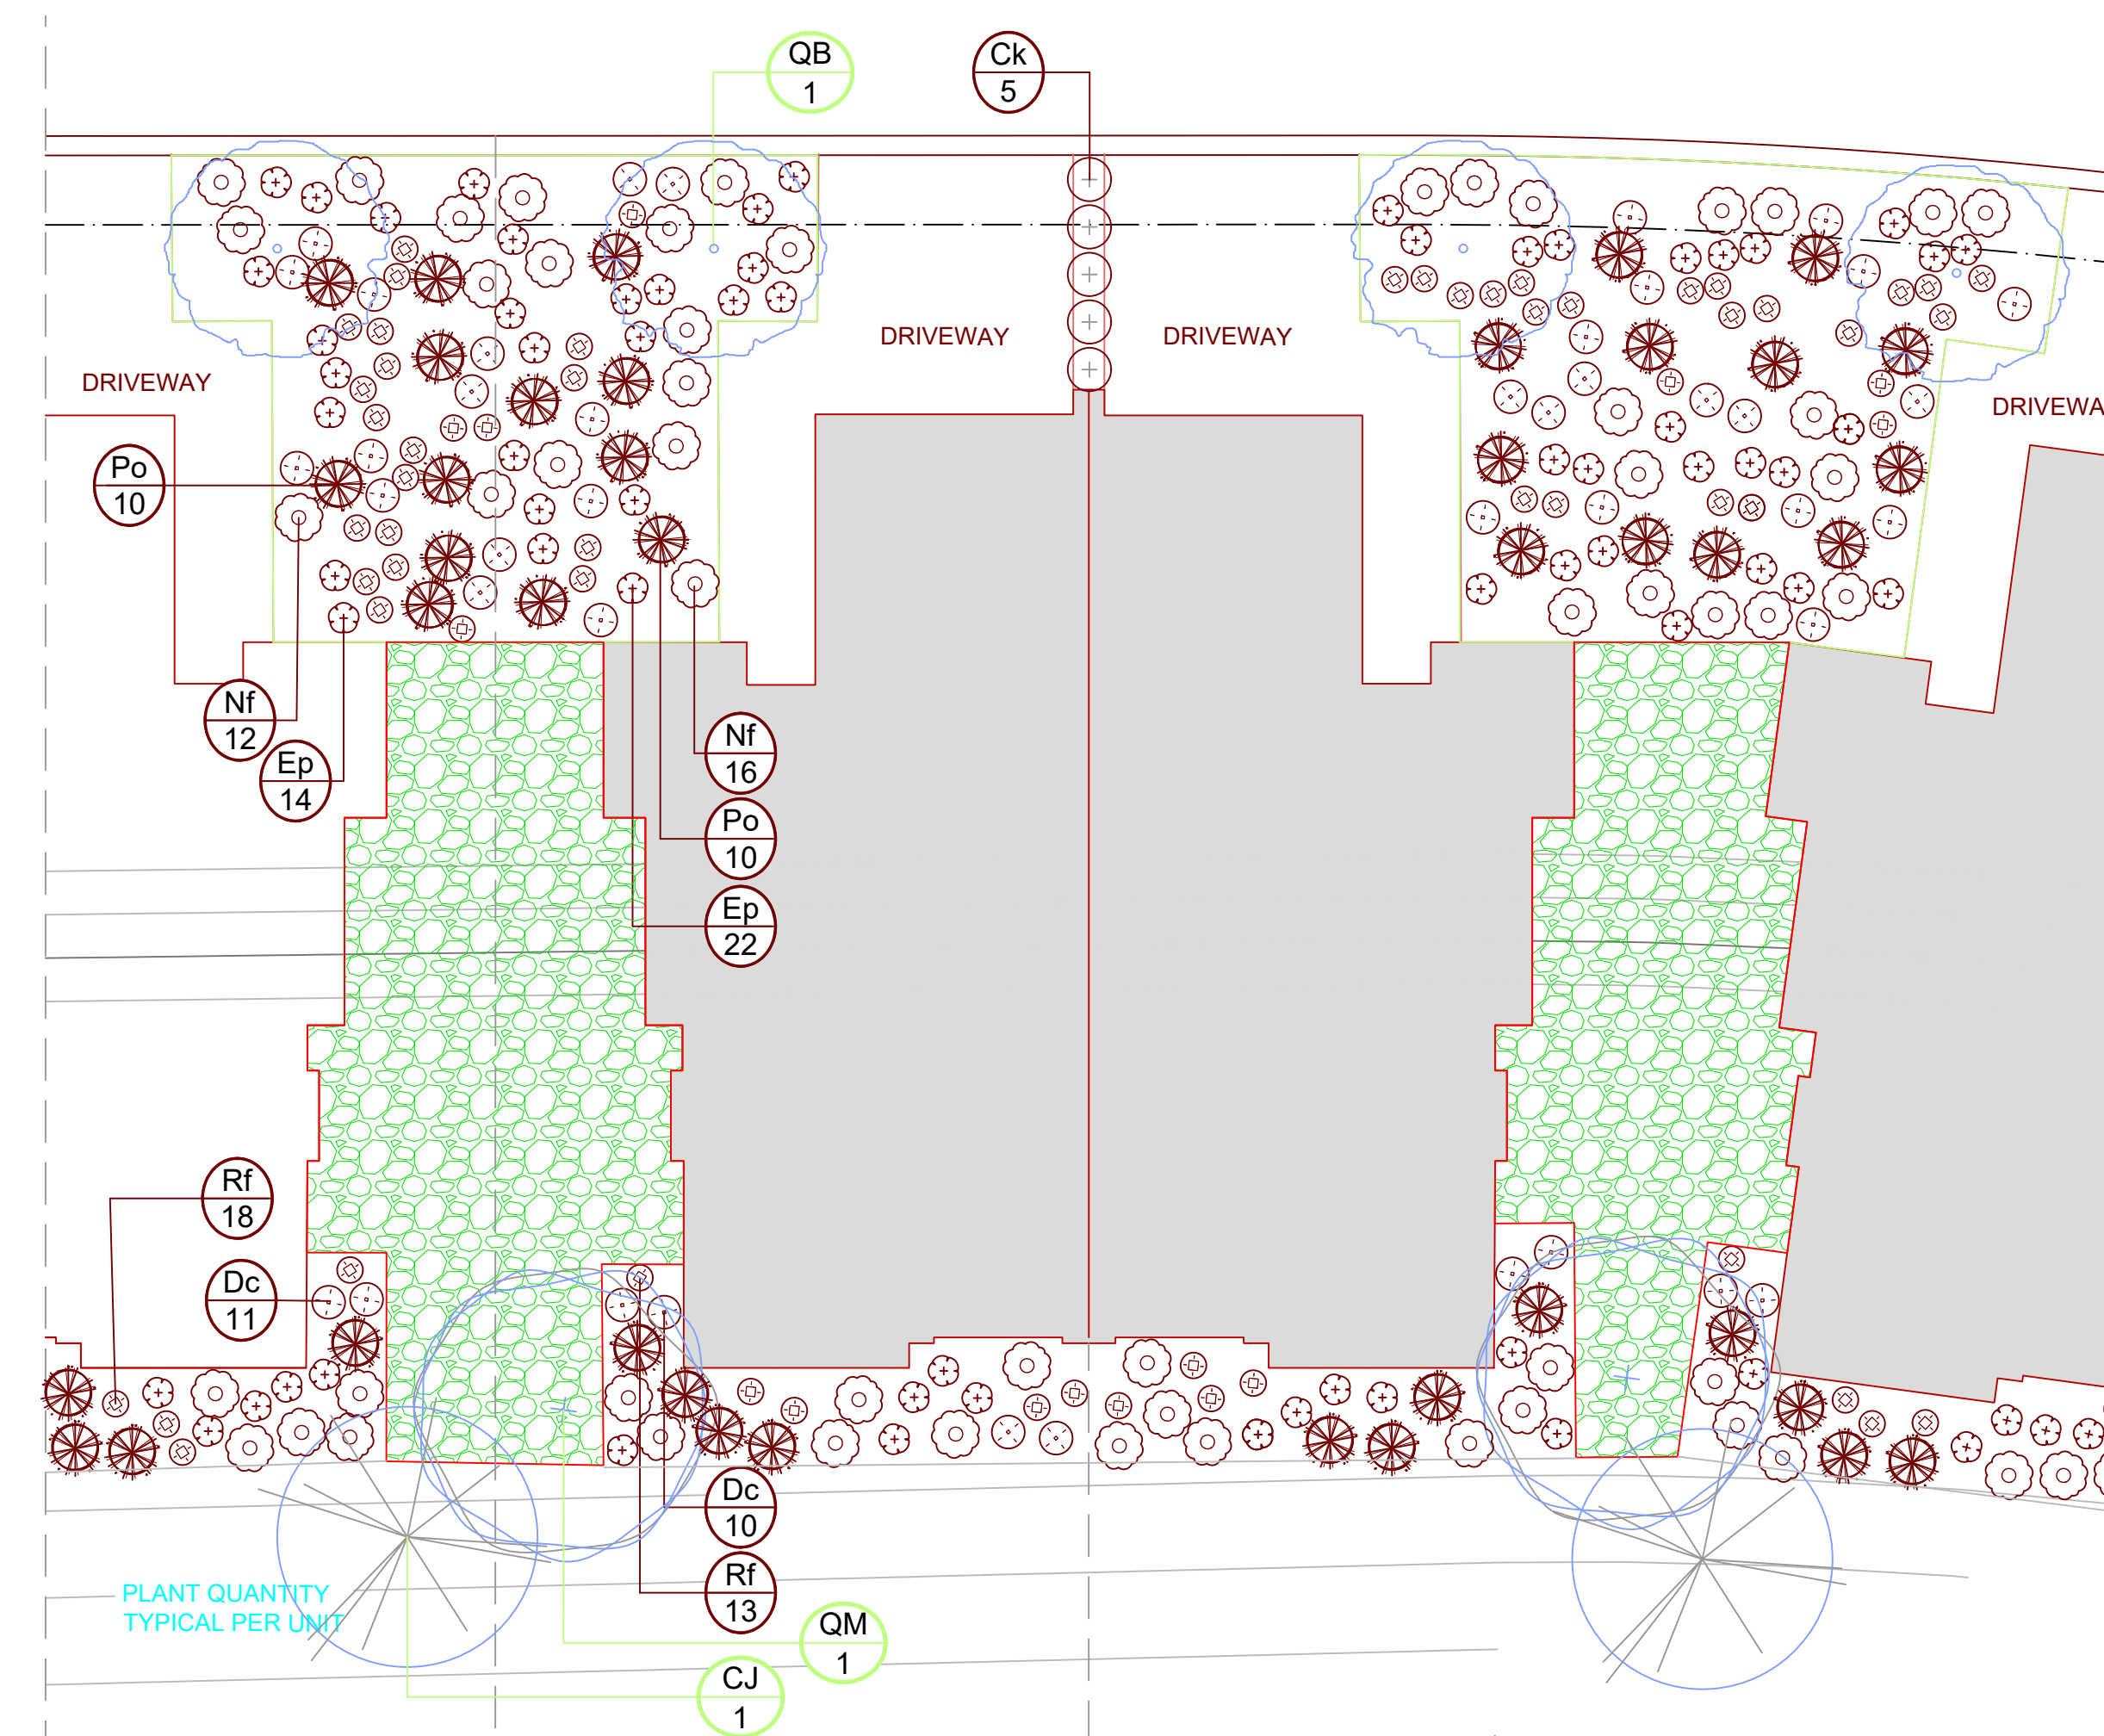 QB
1
Ck
5
DRIVEWAY
DRIVEWAY
DRIVEWAY
DRIVEWA
Po
10
Nf
12
Ep
14
Nf
16
Po
10
Ep
22
Rf
18
Dc
11
Dc
10
Rf
13
PLANT QUANTITY
TYPICAL PER UNIT
QM
1
CJ
1